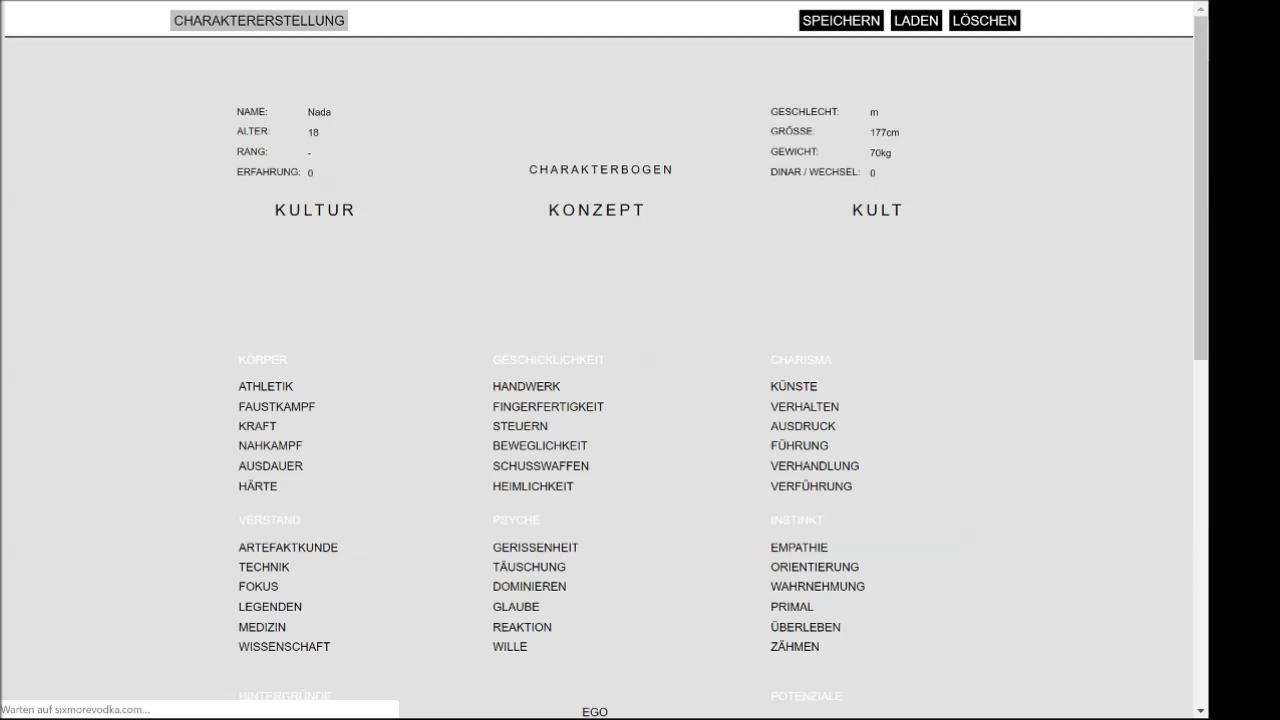 CHARAKTERERSTELLUNG SPEICHERN LADEN LÖSCHEN
NAME: Nada GESCHLECHT: m
ALTER: 18 GRÖSSE: 177cm
RANG: - GEWICHT: 70kg
ERFAHRUNG: 0 CHARAKTERBOGEN DINAR / WECHSEL: 0
KULTUR KONZEPT KULT
KÖRPER GESCHICKLICHKEIT CHARISMA
ATHLETIK HANDWERK KÜNSTE
FAUSTKAMPF FINGERFERTIGKEIT VERHALTEN
KRAFT STEUERN AUSDRUCK
NAHKAMPF BEWEGLICHKEIT FÜHRUNG
AUSDAUER SCHUSSWAFFEN VERHANDLUNG
HÄRTE HEIMLICHKEIT VERFÜHRUNG
VERSTAND PSYCHE INSTINKT
ARTEFAKTKUNDE GERISSENHEIT EMPATHIE
TECHNIK TÄUSCHUNG ORIENTIERUNG
FOKUS DOMINIEREN WAHRNEHMUNG
LEGENDEN GLAUBE PRIMAL
MEDIZIN REAKTION ÜBERLEBEN
WISSENSCHAFT WILLE ZÄHMEN
HINTERGRÜNDE POTENZIALE
Warten auf sixmorevodka.com... EGO